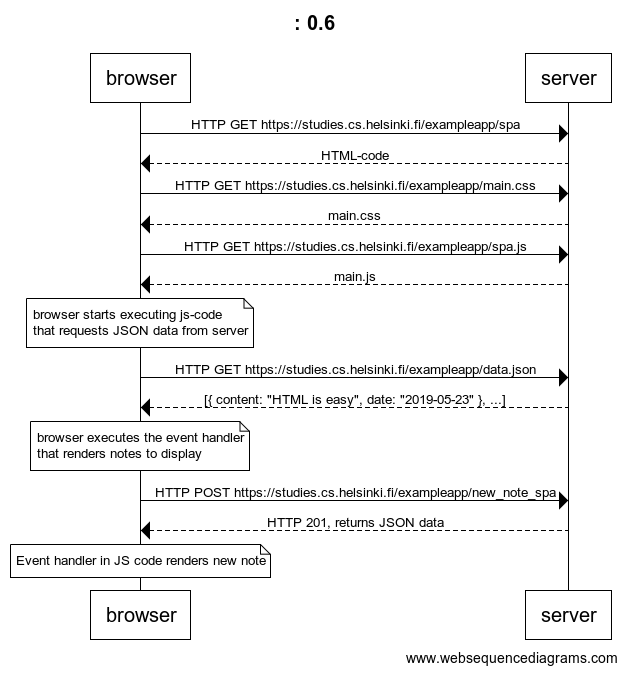 : 0.6
browser
server
HTTP GET https://studies.cs.helsinki.fi/exampleapp/spa
HTML-code
HTTP GET https://studies.cs.helsinki.fi/exampleapp/main.css
main.css
HTTP GET https://studies.cs.helsinki.fi/exampleapp/spa.js
main.js
browser starts executing js-code
that requests JSON data from server
HTTP GET https://studies.cs.helsinki.fi/exampleapp/data.json
[{ content: "HTML is easy", date: "2019-05-23" }, ...]
browser executes the event handler
that renders notes to display
HTTP POST https://studies.cs.helsinki.fi/exampleapp/new_note_spa
HTTP 201, returns JSON data
Event handler in JS code renders new note
browser
server
www.websequencediagrams.com